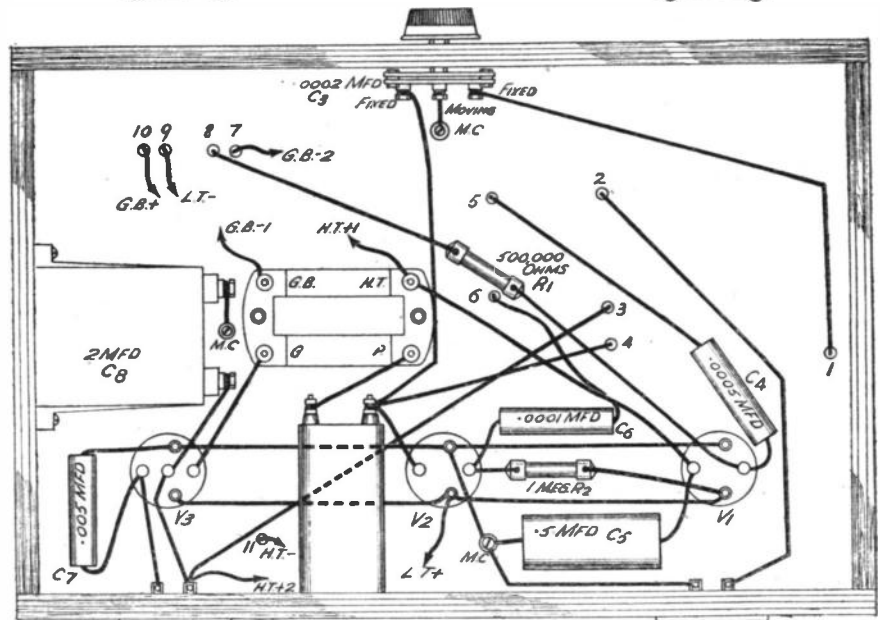 .0002 MFD
C3
FIXED
MOVING
FIXED
M.C
10 9 8 7
G.B.-2
G.B.+
L.T.-
5
2
G.B.-1
H.T.+1
500,000
OHMS
R1
G.B. H.T.
6
3
M.C
4
1
G P.
2MFD
C8
C4
.0005 MFD
.0001 MFD
C6
.005 MFD
1 MEG. R2
V3
V2
V1
11
H.T.-
.5 MFD C5
M.C
C7
H.T.+2
L.T+